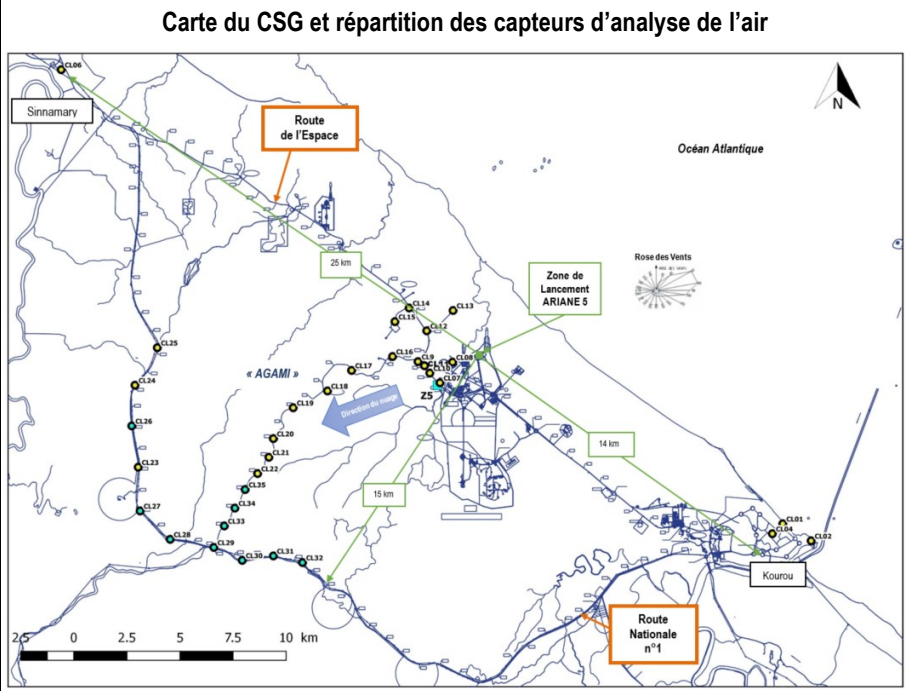 Carte du CSG et répartition des capteurs d'analyse de l'air
CL06
Sinnamary
Route
de l'Espace
N
Océan Atlantique
25 km
Rose des Vents
Zone de
Lancement
ARIANE 5
CL14
CL13
CL15
CL12
CL25
CL16
CL9
CL08
CL10
CL07
CL17
« AGAMI »
CL24
CL18
Z5
CL19
Direction du nuage
CL26
CL20
14 km
CL21
CL23
CL22
CL35
15 km
CL27
CL34
CL33
CL01
CL04
CL02
CL28
CL29
CL30
CL31
CL32
Kourou
Route
Nationale
n°1
2.5 0 2.5 5 7.5 10 km